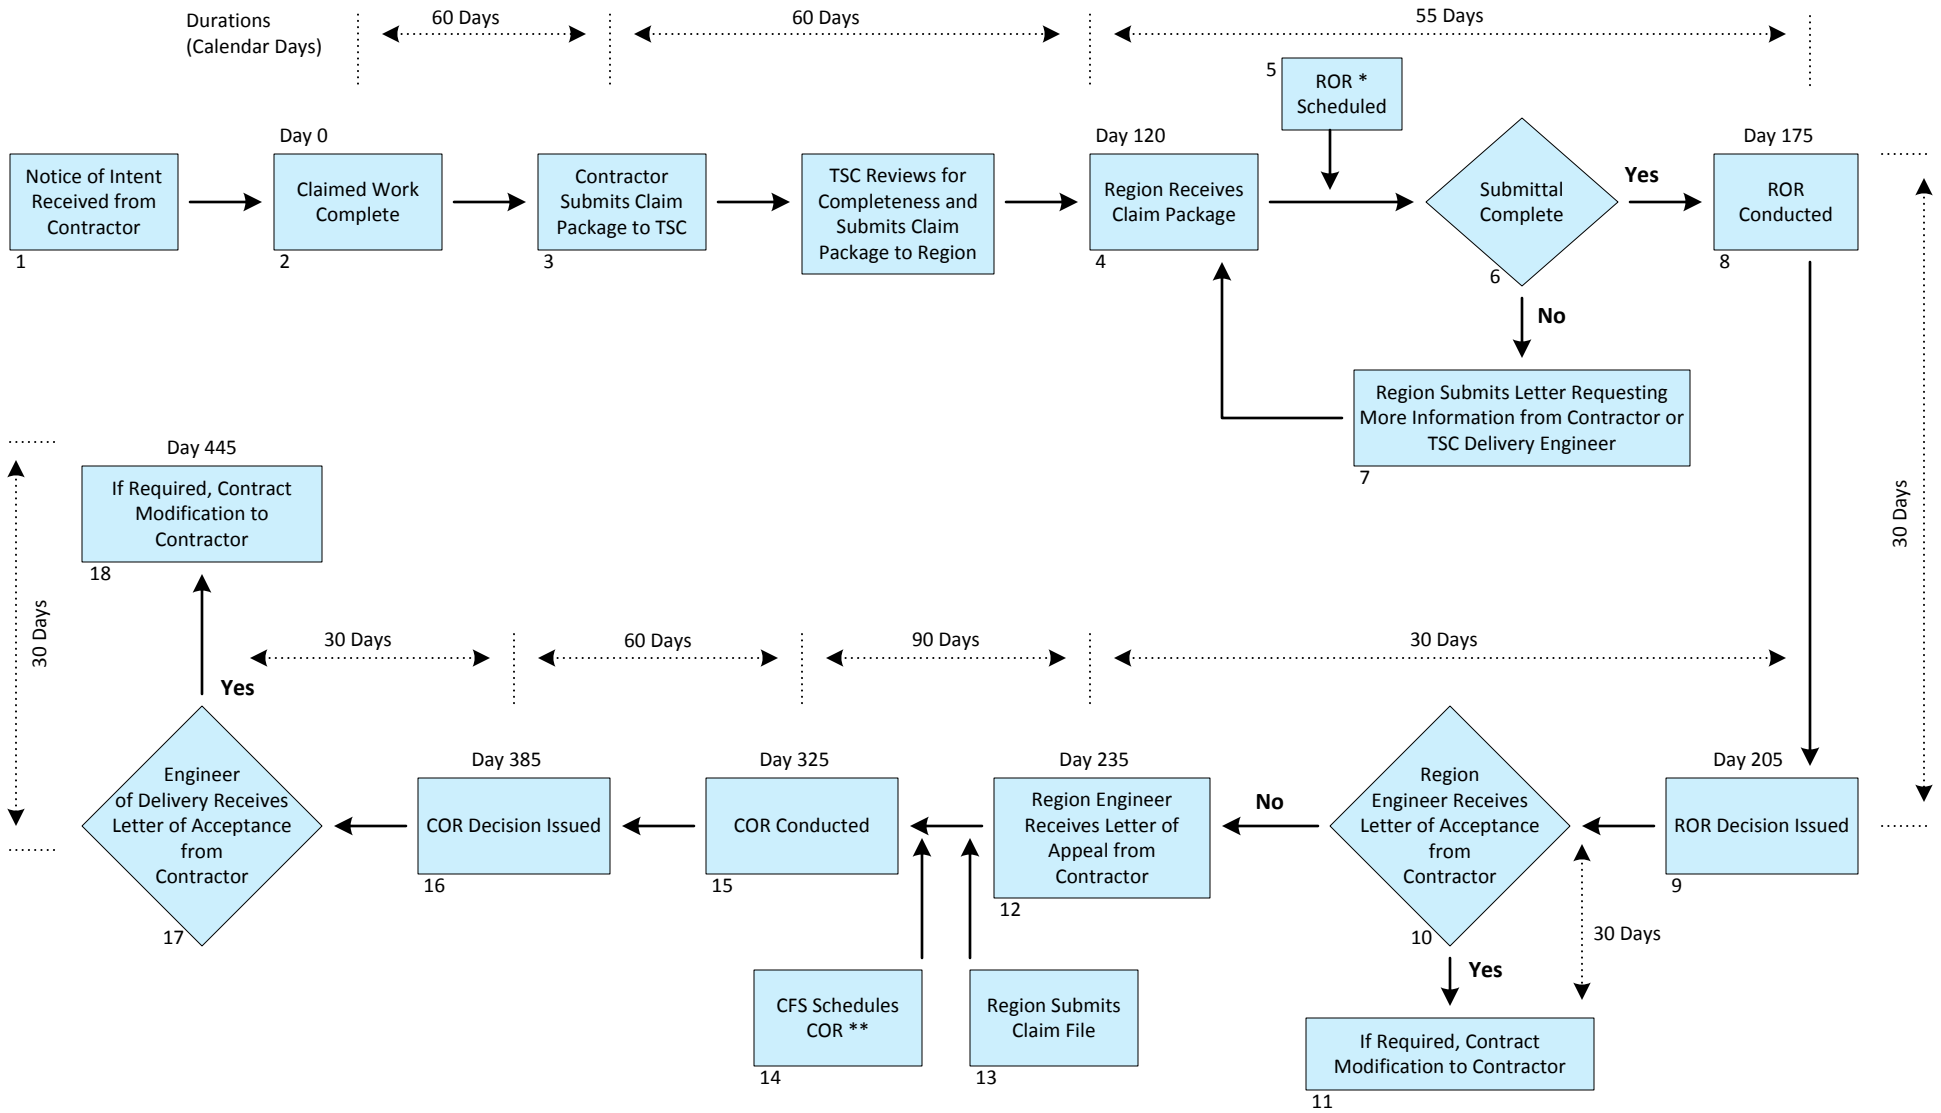 Durations
(Calendar Days)
60 Days
60 Days
55 Days
5
ROR *
Scheduled
Day 0
Day 120
Day 175
Notice of Intent
Received from
Contractor
1
Claimed Work
Complete
2
Contractor
Submits Claim
Package to TSC
3
TSC Reviews for
Completeness and
Submits Claim
Package to Region
Region Receives
Claim Package
4
Submittal
Complete
6
Yes
ROR
Conducted
8
No
Region Submits Letter Requesting
More Information from Contractor or
TSC Delivery Engineer
7
30 Days
Day 445
If Required, Contract
Modification to
Contractor
18
30 Days
Yes
30 Days
60 Days
90 Days
30 Days
Engineer
of Delivery Receives
Letter of Acceptance
from
Contractor
17
Day 385
COR Decision Issued
16
Day 325
COR Conducted
15
Day 235
Region Engineer
Receives Letter of
Appeal from
Contractor
12
No
Region
Engineer Receives
Letter of Acceptance
from
Contractor
10
Day 205
ROR Decision Issued
9
30 Days
Yes
CFS Schedules
COR **
14
Region Submits
Claim File
13
If Required, Contract
Modification to Contractor
11